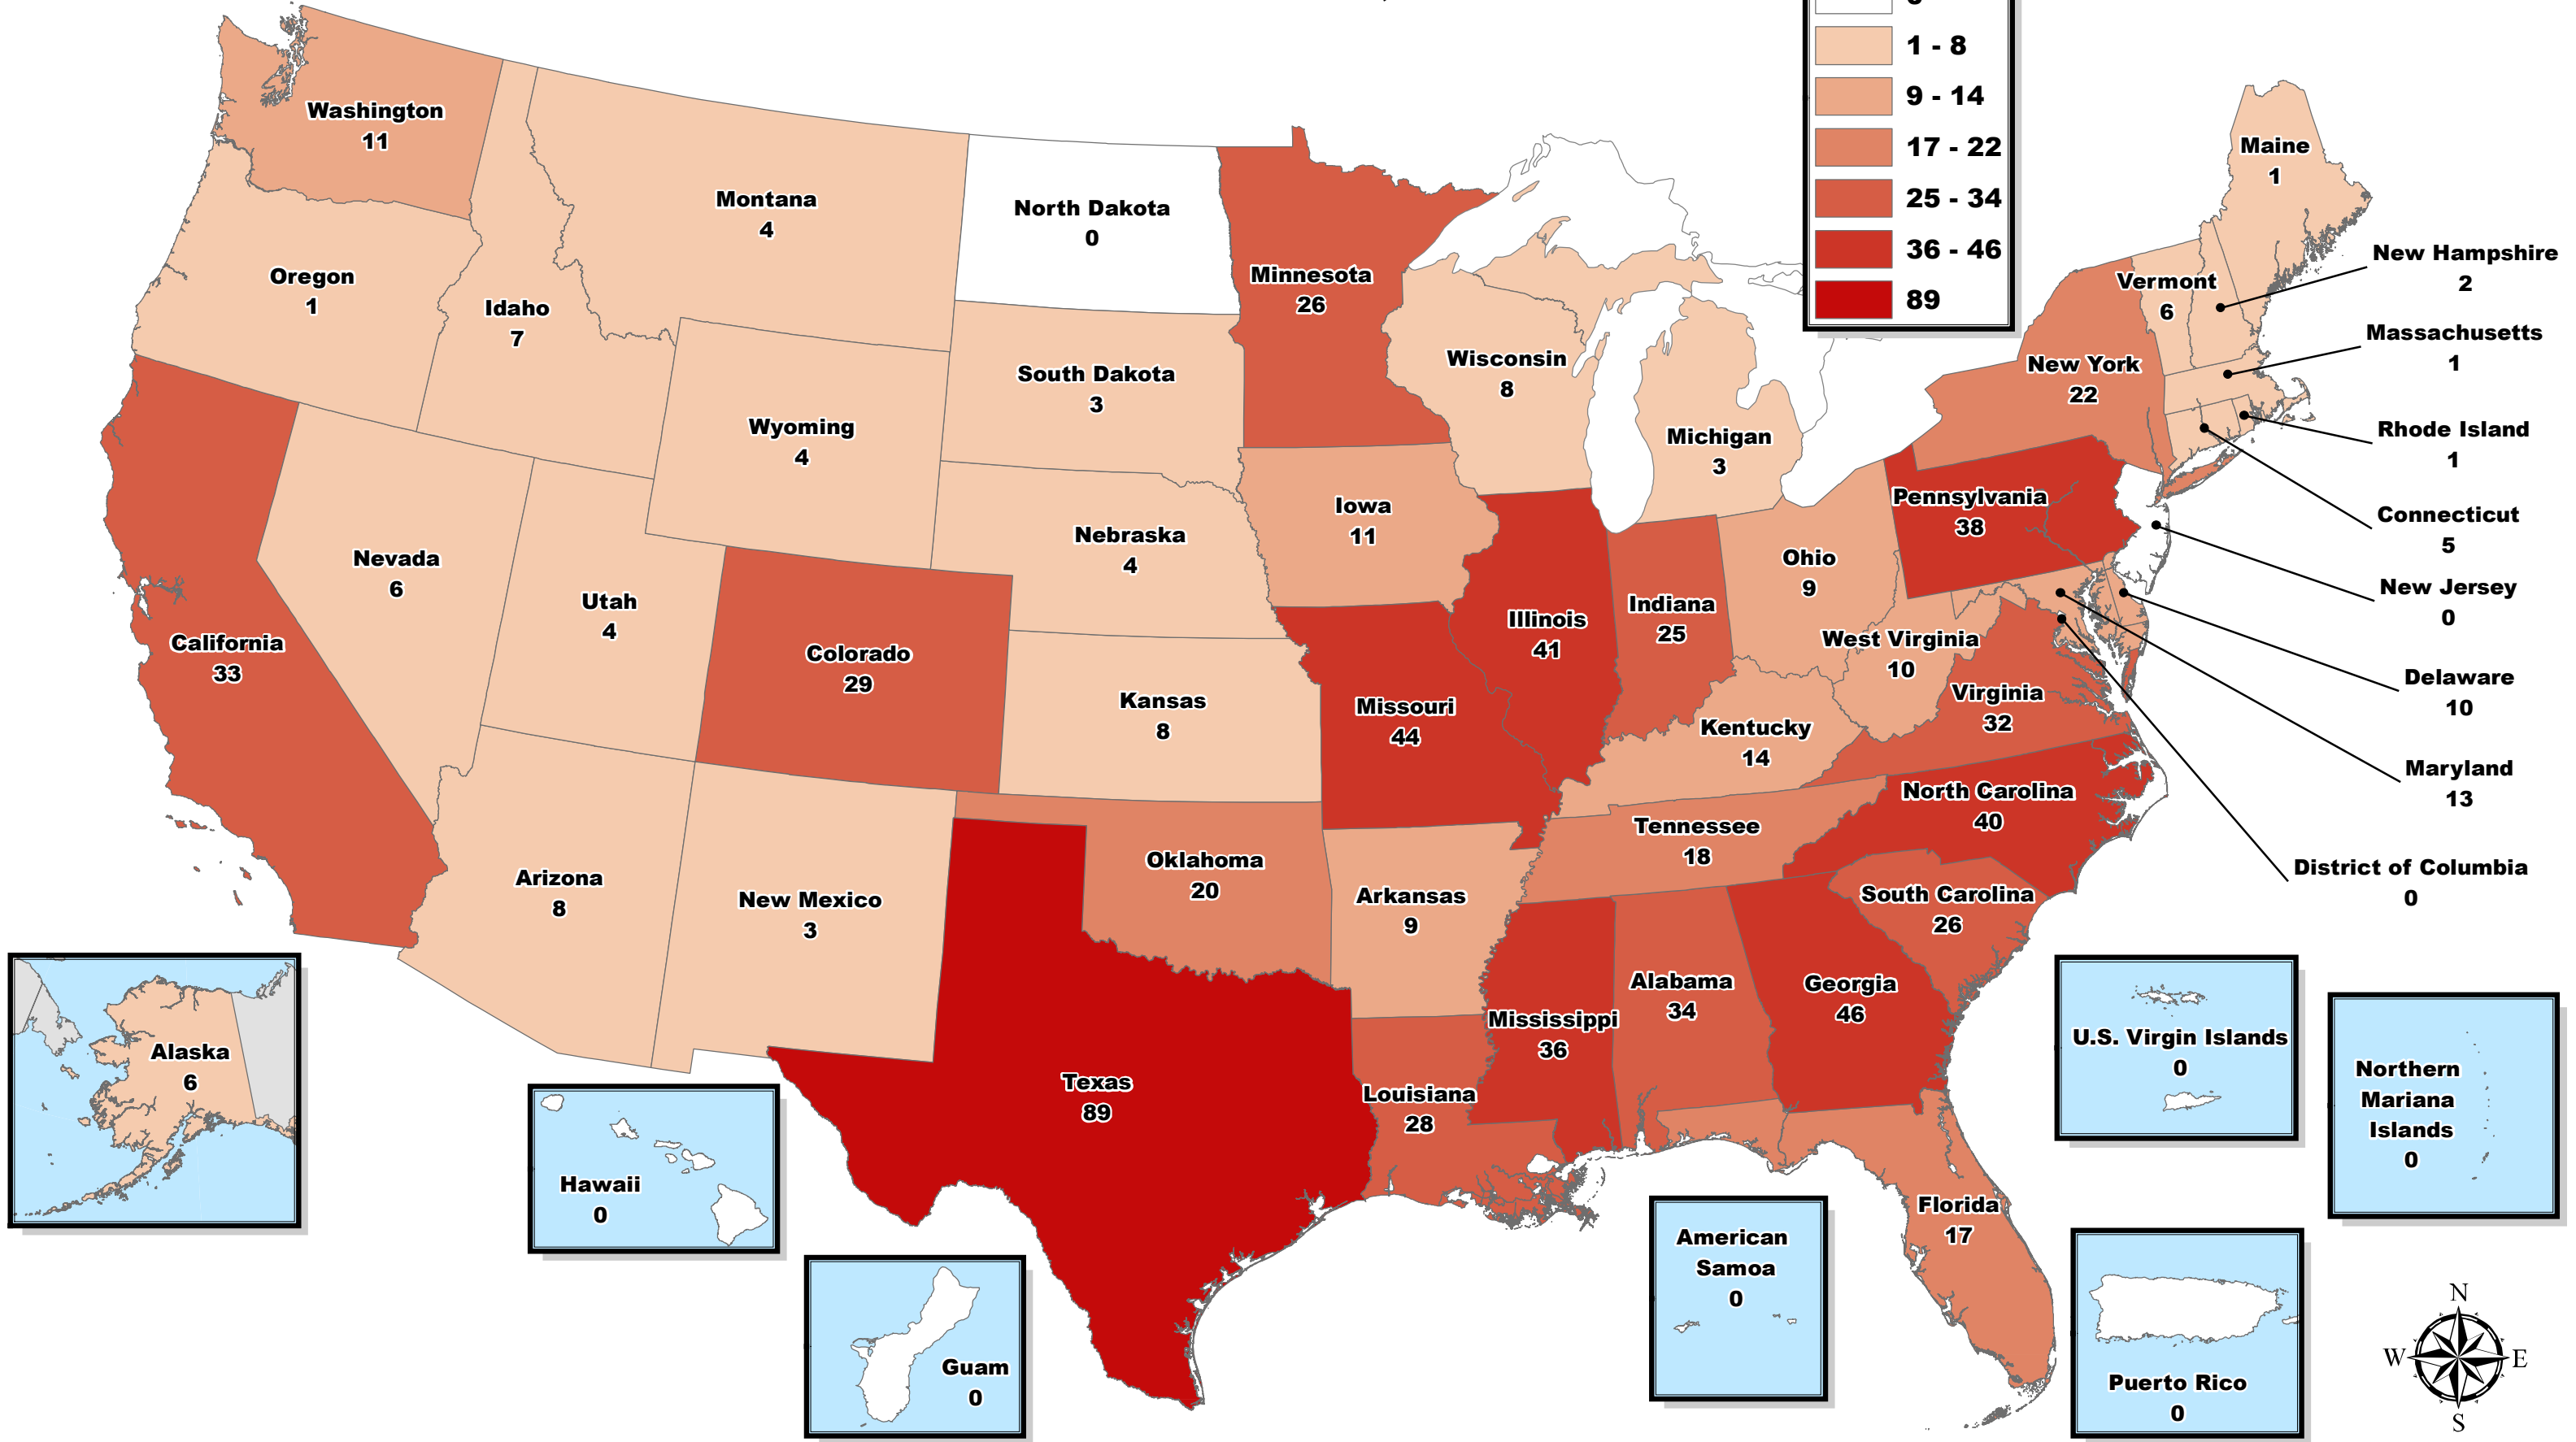 1 - 8
9 - 14
17 - 22
25 - 34
36 - 46
89
Washington
11
Oregon
1
Idaho
7
Montana
4
North Dakota
0
Minnesota
26
Wisconsin
8
Michigan
3
South Dakota
3
Wyoming
4
Nebraska
4
Iowa
11
Nevada
6
Utah
4
California
33
Colorado
29
Kansas
8
Missouri
44
Illinois
41
Indiana
25
Ohio
9
Pennsylvania
38
New York
22
Vermont
6
Maine
1
New Hampshire
2
Massachusetts
1
Rhode Island
1
Connecticut
5
New Jersey
0
Delaware
10
Maryland
13
District of Columbia
0
West Virginia
10
Virginia
32
Kentucky
14
Tennessee
18
North Carolina
40
South Carolina
26
Arizona
8
New Mexico
3
Oklahoma
20
Arkansas
9
Mississippi
36
Alabama
34
Georgia
46
Texas
89
Louisiana
28
Florida
17
Alaska
6
Hawaii
0
Guam
0
American
Samoa
0
U.S. Virgin Islands
0
Northern
Mariana
Islands
0
Puerto Rico
0
N
W
E
S